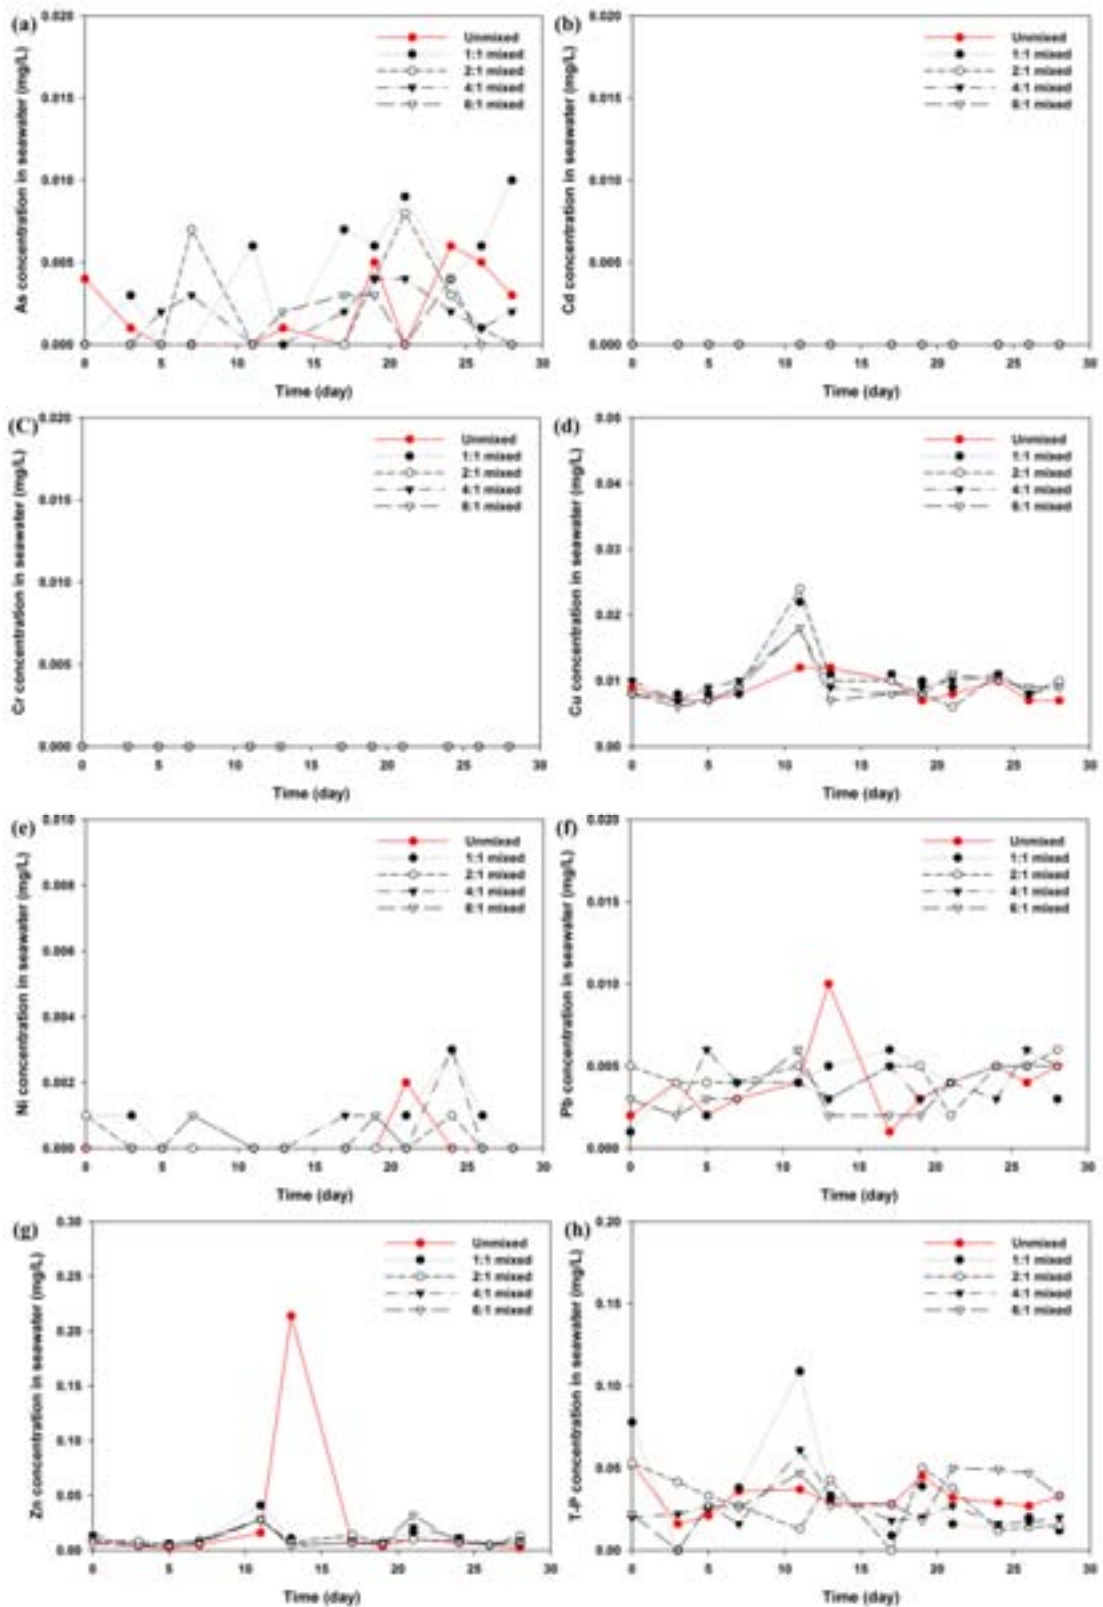 (a)
0.020
0.015
0.010
0.005
0.000
As concentration in seawater (mg/L)
Unmixed
1:1 mixed
2:1 mixed
4:1 mixed
6:1 mixed
0 5 10 15 20 25 30
Time (day)
(b)
0.020
0.015
0.010
0.005
0.000
Cd concentration in seawater (mg/L)
Unmixed
1:1 mixed
2:1 mixed
4:1 mixed
6:1 mixed
0 5 10 15 20 25 30
Time (day)
(C)
0.020
0.015
0.010
0.005
0.000
Cr concentration in seawater (mg/L)
Unmixed
1:1 mixed
2:1 mixed
4:1 mixed
6:1 mixed
0 5 10 15 20 25 30
Time (day)
(d)
0.05
0.04
0.03
0.02
0.01
0.00
Cu concentration in seawater (mg/L)
Unmixed
1:1 mixed
2:1 mixed
4:1 mixed
6:1 mixed
0 5 10 15 20 25 30
Time (day)
(e)
0.010
0.008
0.006
0.004
0.002
0.000
Ni concentration in seawater (mg/L)
Unmixed
1:1 mixed
2:1 mixed
4:1 mixed
6:1 mixed
0 5 10 15 20 25 30
Time (day)
(f)
0.020
0.015
0.010
0.005
0.000
Pb concentration in seawater (mg/L)
Unmixed
1:1 mixed
2:1 mixed
4:1 mixed
6:1 mixed
0 5 10 15 20 25 30
Time (day)
(g)
0.30
0.25
0.20
0.15
0.10
0.05
0.00
Zn concentration in seawater (mg/L)
Unmixed
1:1 mixed
2:1 mixed
4:1 mixed
6:1 mixed
0 5 10 15 20 25 30
Time (day)
(h)
0.20
0.15
0.10
0.05
0.00
T-P concentration in seawater (mg/L)
Unmixed
1:1 mixed
2:1 mixed
4:1 mixed
6:1 mixed
0 5 10 15 20 25 30
Time (day)